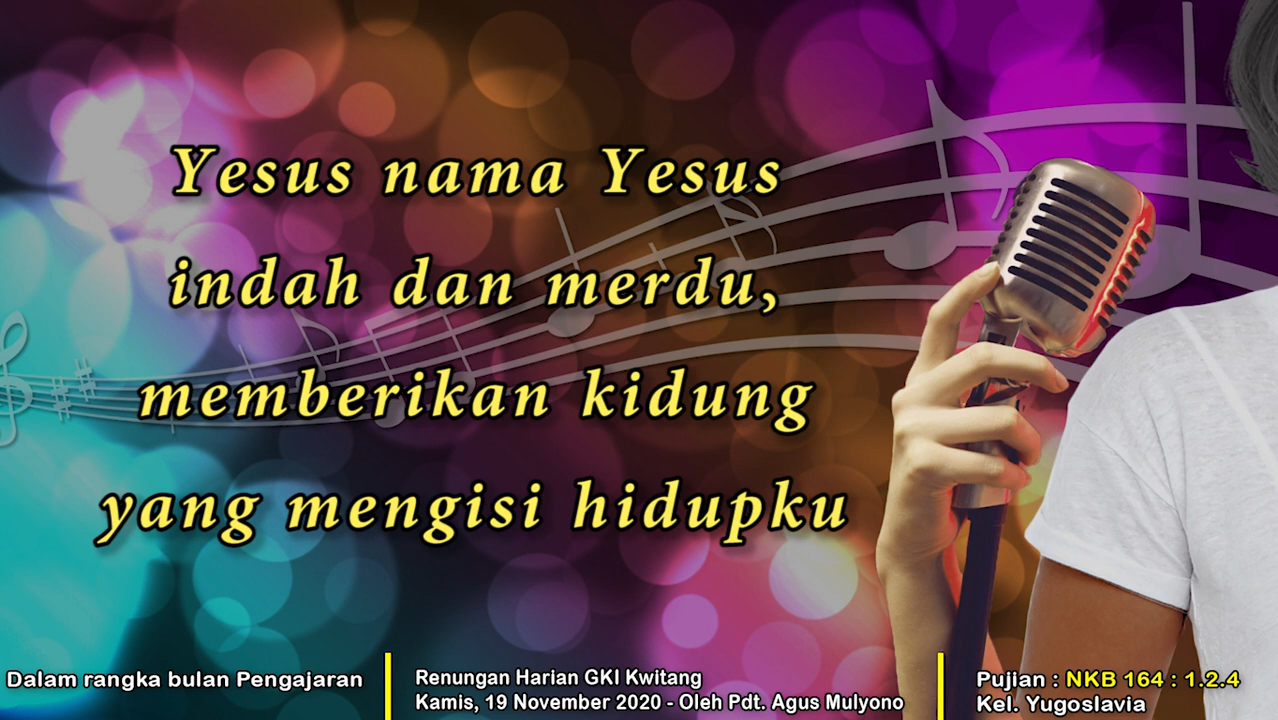 Yesus nama Yesus
indah dan merdu,
memberikan kidung
yang mengisi hidupku
Dalam rangka bulan Pengajaran
Renungan Harian GKI Kwitang
Kamis, 19 November 2020 - Oleh Pdt. Agus Mulyono
Pujian : NKB 164 : 1.2.4
Kel. Yugoslavia